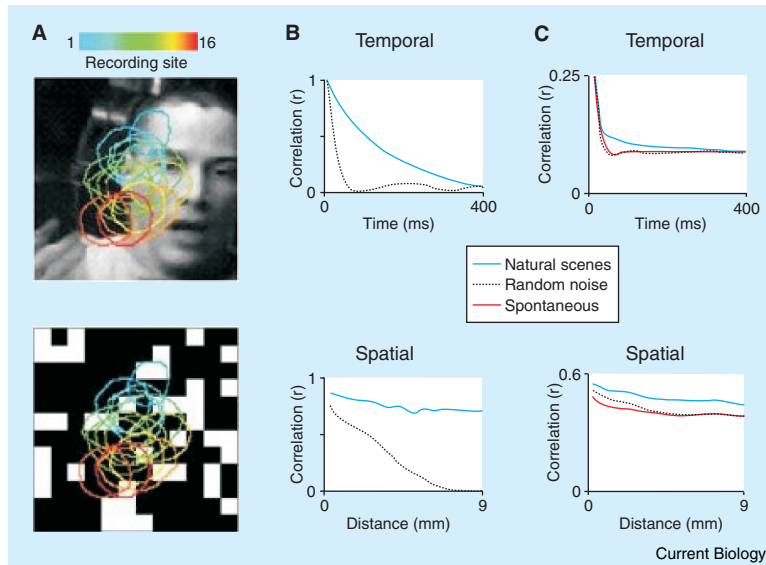 A
1 16
Recording site
B
Temporal
1
Correlation (r)
0
0 400
Time (ms)
C
Temporal
0.25
Correlation (r)
0
0 400
Time (ms)
Natural scenes
Random noise
Spontaneous
Spatial
1
Correlation (r)
0
0 9
Distance (mm)
Spatial
0.6
Correlation (r)
0
0 9
Distance (mm)
Current Biology